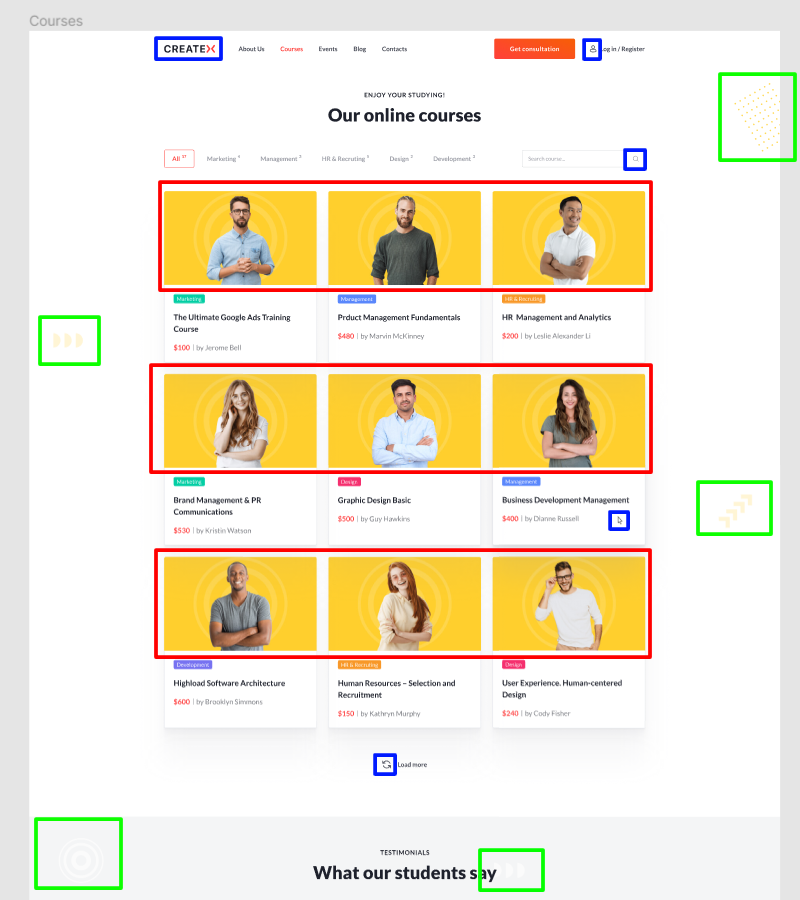 Courses
CREATEX
About Us
Courses
Events
Blog
Contacts
Get consultation
Log in / Register
ENJOY YOUR STUDYING!
Our online courses
All
Marketing
Management
HR & Recruting
Design
Development
Search course...
Marketing
Management
HR & Recruting
The Ultimate Google Ads Training
Course
Prduct Management Fundamentals
HR Management and Analytics
$100 | by Jerome Bell
$480 | by Marvin McKinney
$200 | by Leslie Alexander Li
Marketing
Design
Management
Brand Management & PR
Communications
Graphic Design Basic
Business Development Management
$530 | by Kristin Watson
$500 | by Guy Hawkins
$400 | by Dianne Russell
Development
HR & Recruting
Design
Highload Software Architecture
Human Resources – Selection and
Recruitment
User Experience. Human-centered
Design
$600 | by Brooklyn Simmons
$150 | by Kathryn Murphy
$240 | by Cody Fisher
Load more
TESTIMONIALS
What our students say